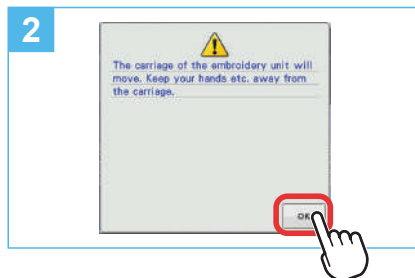 2
The carriage of the embroidery unit will
move. Keep your hands etc. away from
the carriage.
OK